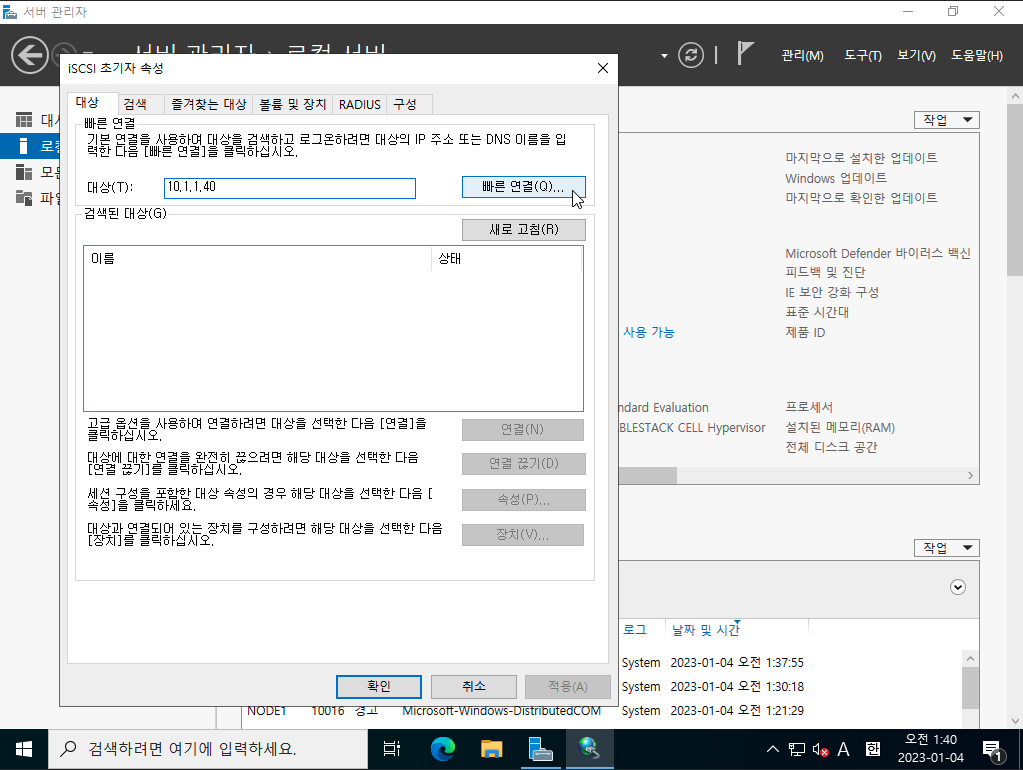 서버 관리자
서버 관리자 · 로컬 서버
관리(M)
도구(T)
보기(V)
도움말(H)
iSCSI 초기자 속성
대상
검색
즐겨찾는 대상
볼륨 및 장치
RADIUS
구성
빠른 연결
기본 연결을 사용하여 대상을 검색하고 로그온하려면 대상의 IP 주소 또는 DNS 이름을 입
력한 다음 [빠른 연결]을 클릭하십시오.
대상(T):
10.1.1.40
빠른 연결(Q)...
검색된 대상(G)
새로 고침(R)
이름
상태
고급 옵션을 사용하여 연결하려면 대상을 선택한 다음 [연결]을
클릭하십시오.
연결(N)
대상에 대한 연결을 완전히 끊으려면 해당 대상을 선택한 다음
[연결 끊기]를 클릭하십시오.
연결 끊기(D)
세션 구성을 포함한 대상 속성의 경우 해당 대상을 선택한 다음 [
속성]을 클릭하세요.
속성(P)...
대상과 연결되어 있는 장치를 구성하려면 해당 대상을 선택한 다음
[장치]를 클릭하십시오.
장치(V)...
확인
취소
적용(A)
작업
마지막으로 설치한 업데이트
Windows 업데이트
마지막으로 확인한 업데이트
Microsoft Defender 바이러스 백신
피드백 및 진단
IE 보안 강화 구성
표준 시간대
사용 가능
제품 ID
ndard Evaluation
프로세서
BLESTACK CELL Hypervisor
설치된 메모리(RAM)
전체 디스크 공간
작업
로그
날짜 및 시간
System 2023-01-04 오전 1:37:55
System 2023-01-04 오전 1:30:18
NODE1 10016 경고 Microsoft-Windows-DistributedCOM System 2023-01-04 오전 1:21:29
검색하려면 여기에 입력하세요.
A
한
오전 1:40
2023-01-04
1